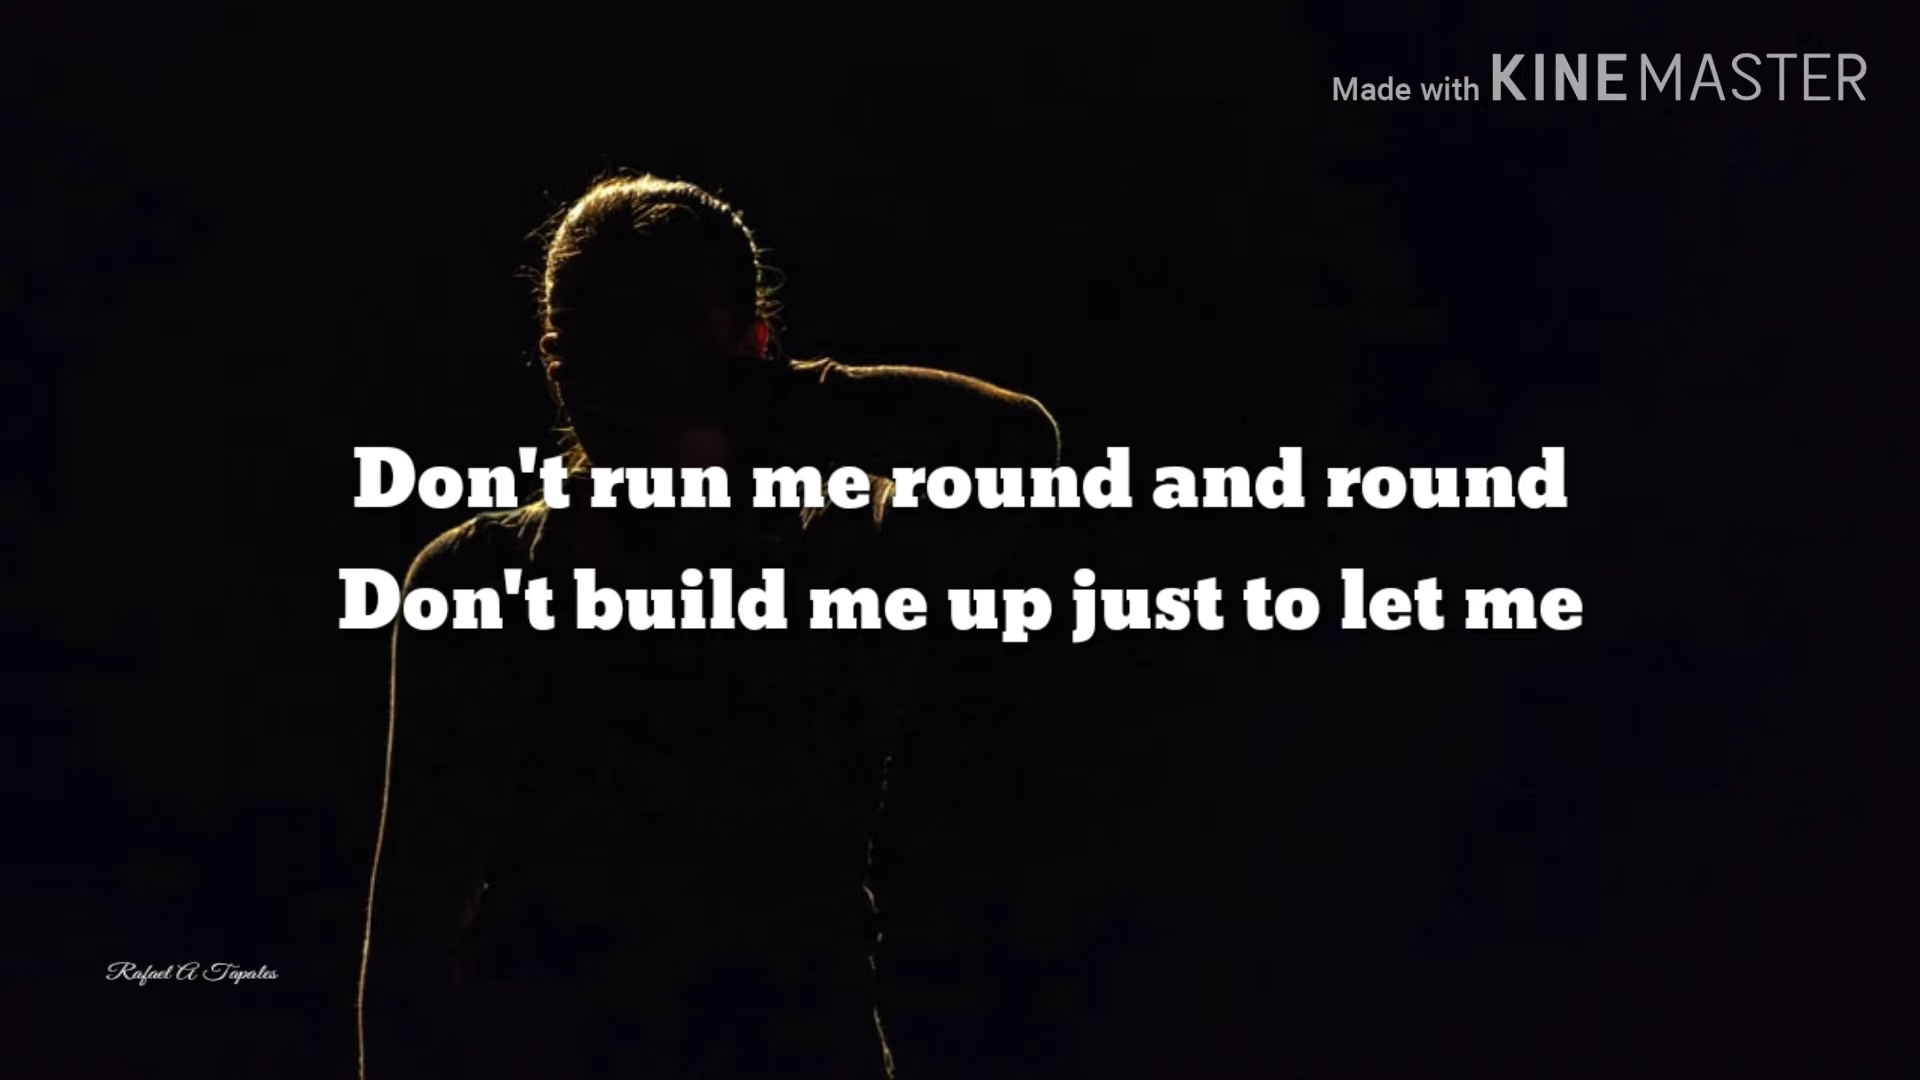 Made with KINEMASTER
Don't run me round and round
Don't build me up just to let me
Rafael A Tapales